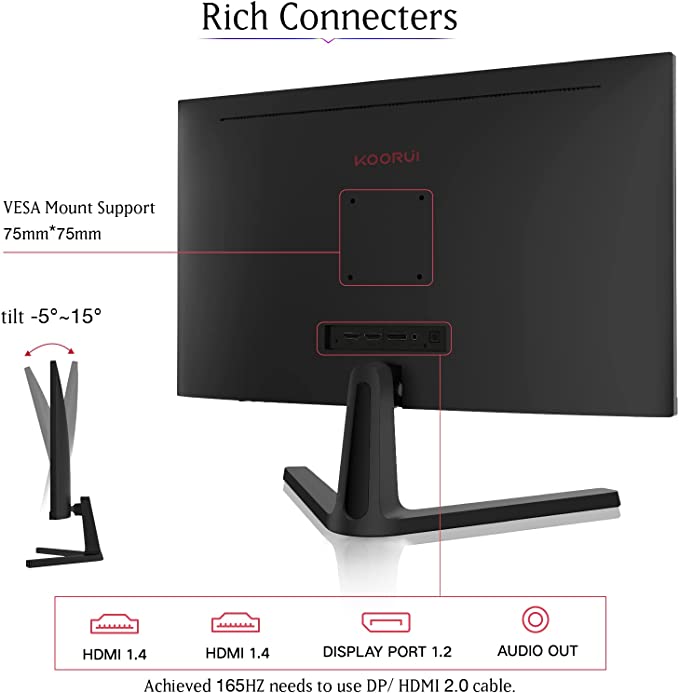 Rich Connecters
KOORUI
VESA Mount Support
75mm*75mm
tilt -5°~15°
HDMI 1.4
HDMI 1.4
DISPLAY PORT 1.2
AUDIO OUT
Achieved 165HZ needs to use DP/ HDMI 2.0 cable.